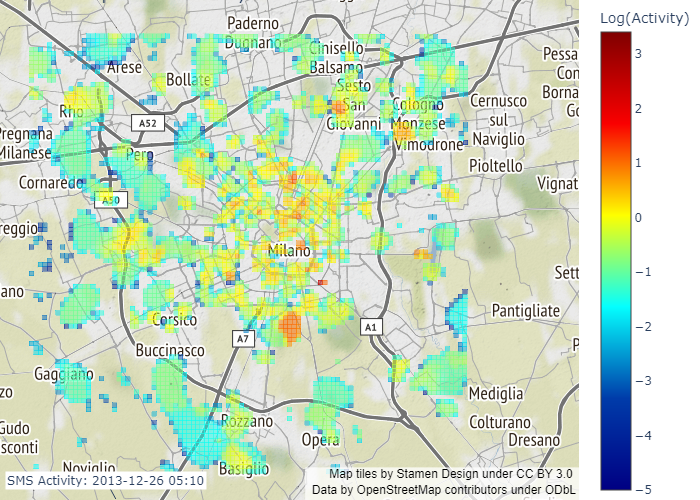 Log(Activity)
3
2
1
0
−1
−2
−3
−4
−5
Paderno
Dugnano
Cinisello
Balsamo
Arese
Bollate
Sesto
San
Giovanni
Cologno
Monzese
Cernusco
sul
Naviglio
Vimodrone
Pioltello
Rho
A52
Pregnana
Milanese
Pero
Cornaredo
A50
Vignat
Pessa
Con
Borna
Go
reggio
Milano
Sett
ano
Pantigliate
Corsico
A7
A1
P
Buccinasco
Gaggiano
zo
Mediglia
Colturano
Dresano
Gudo
sconti
Rozzano
Opera
Noviglio
Basiglio
SMS Activity: 2013-12-26 05:10
Map tiles by Stamen Design under CC BY 3.0
Data by OpenStreetMap contributors under ODbL